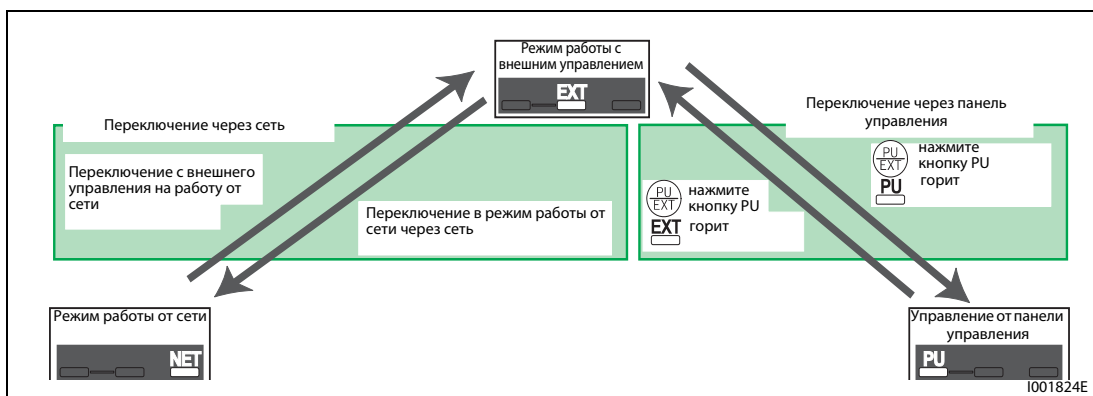 Режим работы с
внешним управлением
EXT
Переключение через сеть
Переключение через панель
управления
Переключение с внешнего
управления на работу от
сети
Переключение в режим работы от
сети через сеть
PU
EXT
нажмите
кнопку PU
EXT горит
PU
EXT
нажмите
кнопку PU
PU горит
Режим работы от сети
NET
Управление от панели
управления
PU
I001824E